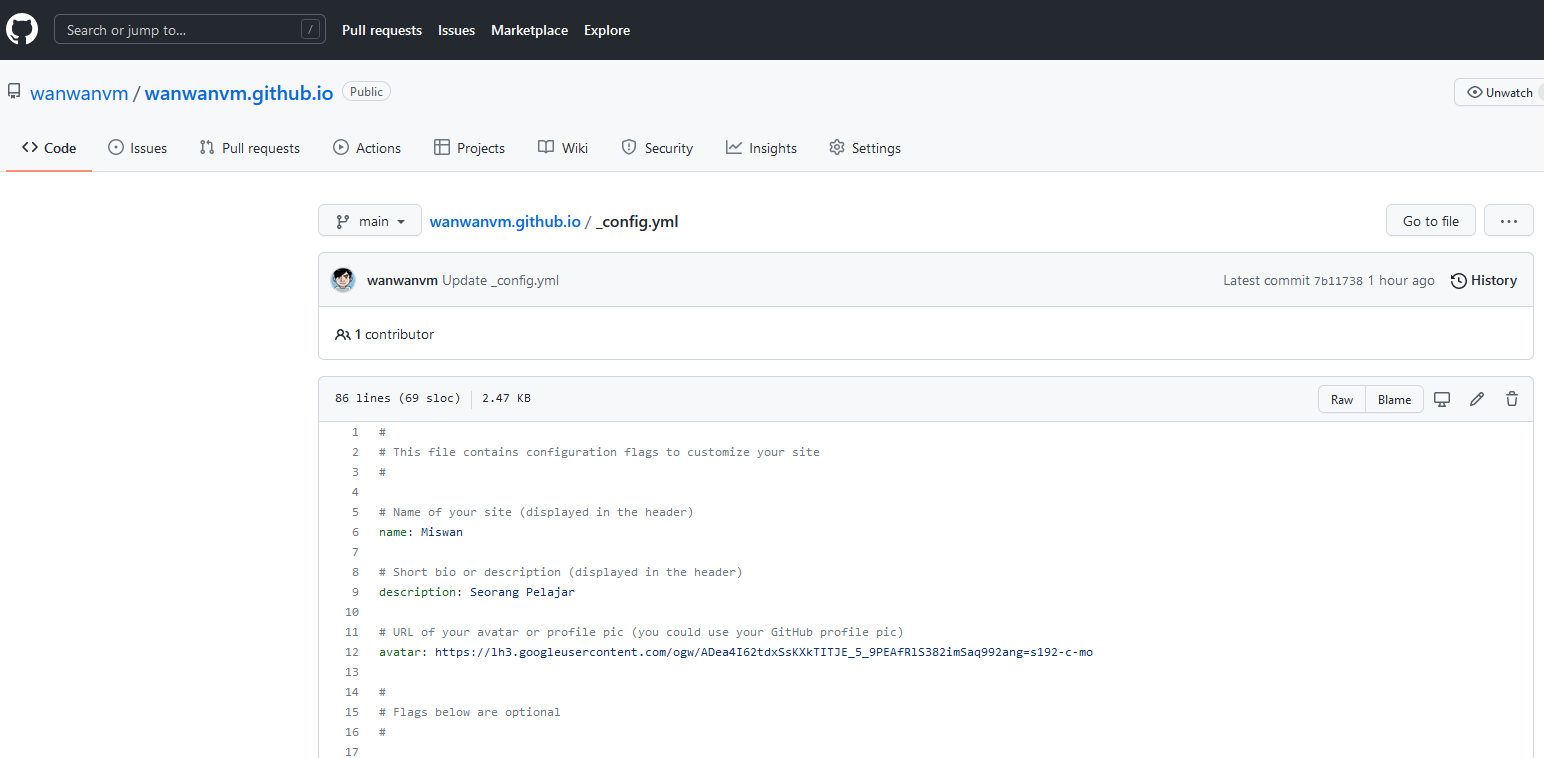 Search or jump to... /
Pull requests Issues Marketplace Explore
wanwanvm / wanwanvm.github.io Public
Unwatch
Code Issues Pull requests Actions Projects Wiki Security Insights Settings
main wanwanvm.github.io / _config.yml Go to file ...
wanwanvm Update _config.yml Latest commit 7b11738 1 hour ago History
1 contributor
86 lines (69 sloc) 2.47 KB Raw Blame
1 #
2 # This file contains configuration flags to customize your site
3 #
4
5 # Name of your site (displayed in the header)
6 name: Miswan
7
8 # Short bio or description (displayed in the header)
9 description: Seorang Pelajar
10
11 # URL of your avatar or profile pic (you could use your GitHub profile pic)
12 avatar: https://lh3.googleusercontent.com/ogw/ADea4I62tdxSsKXkTITJE_5_9PEAfRlS382imSaq992ang=s192-c-mo
13
14 #
15 # Flags below are optional
16 #
17